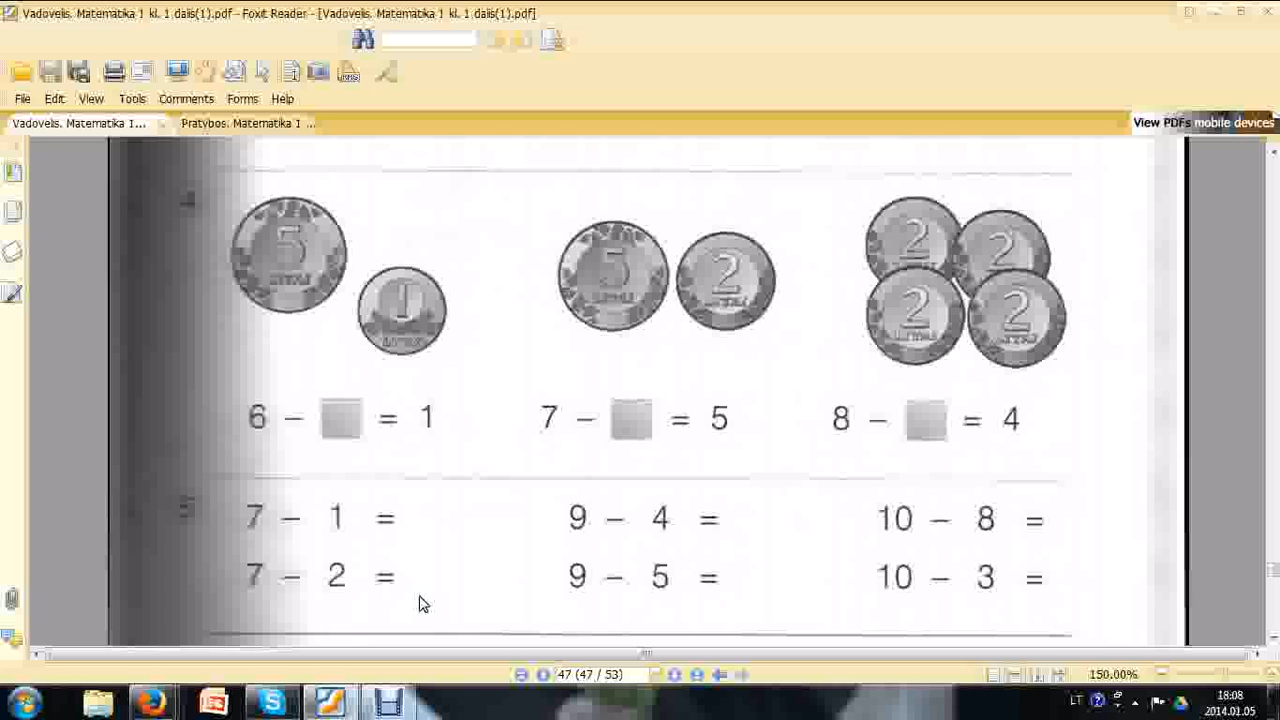 Vadovelis. Matematika 1 kl. 1 dalis(1).pdf - Foxit Reader - [Vadovelis. Matematika 1 kl. 1 dalis(1).pdf]
File Edit View Tools Comments Forms Help
Vadovelis. Matematika 1... Pratybos. Matematika 1 ...
View PDFs mobile devices
4
5 1 5 2 2 2
2 2
6 – = 1 7 – = 5 8 – = 4
5
7 – 1 = 9 – 4 = 10 – 8 =
7 – 2 = 9 – 5 = 10 – 3 =
47 (47 / 53) 150.00%
LT 18:08
2014.01.05